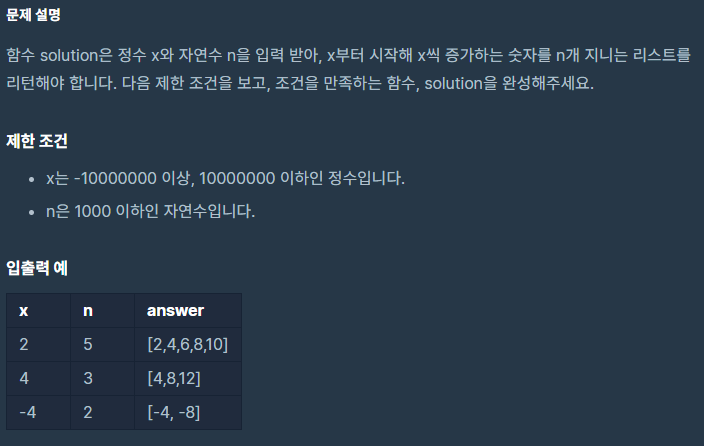 문제 설명
함수 solution은 정수 x와 자연수 n을 입력 받아, x부터 시작해 x씩 증가하는 숫자를 n개 지니는 리스트를
리턴해야 합니다. 다음 제한 조건을 보고, 조건을 만족하는 함수, solution을 완성해주세요.
제한 조건
• x는 -10000000 이상, 10000000 이하인 정수입니다.
• n은 1000 이하인 자연수입니다.
입출력 예
x n answer
2 5 [2,4,6,8,10]
4 3 [4,8,12]
-4 2 [-4, -8]